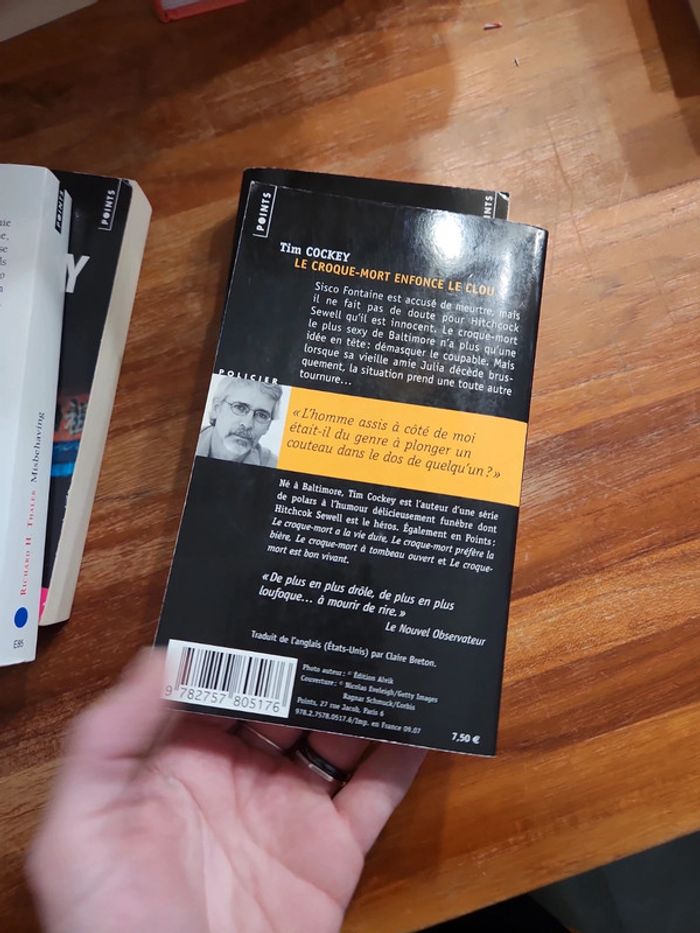 POINTS
POINTS
POINTS
POINTS
Y
Richard H. Thaler Misbehaving
E85
Tim COCKEY
LE CROQUE-MORT ENFONCE LE CLOU
Sisco Fontaine est accusé de meurtre, mais
il ne fait pas de doute pour Hitchcock
Sewell qu'il est innocent. Le croque-mort
le plus sexy de Baltimore n'a plus qu'une
idée en tête : démasquer le coupable. Mais
lorsque sa vieille amie Julia décède brus-
quement, la situation prend une toute autre
tournure...
POLICIER
« L'homme assis à côté de moi
était-il du genre à plonger un
couteau dans le dos de quelqu'un ? »
Né à Baltimore, Tim Cockey est l'auteur d'une série
de polars à l'humour délicieusement funèbre dont
Hitchcok Sewell est le héros. Également en Points :
Le croque-mort a la vie dure, Le croque-mort préfère la
bière, Le croque-mort à tombeau ouvert et Le croque-
mort est bon vivant.
« De plus en plus drôle, de plus en plus
loufoque... à mourir de rire. »
Le Nouvel Observateur
Traduit de l'anglais (États-Unis) par Claire Breton.
9 782757 805176
Photo auteur : © Édition Alvik
Couverture : © Nicolas Eveleigh/Getty Images
Ragnar Schmuck/Corbis
Points, 27 rue Jacob, Paris 6
978.2.7578.0517.6/Imp. en France 09.07
7,50 €